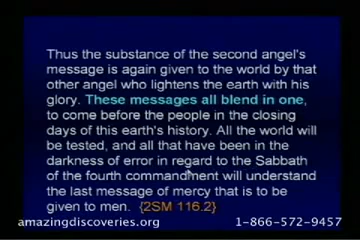 Thus the substance of the second angel's
message is again given to the world by that
other angel who lightens the earth with his
glory. These messages all blend in one,
to come before the people in the closing
days of this earth's history. All the world will
be tested, and all that have been in the
darkness of error in regard to the Sabbath
of the fourth commandment will understand
the last message of mercy that is to be
given to men. {2SM 116.2}
amazingdiscoveries.org 1-866-572-9457